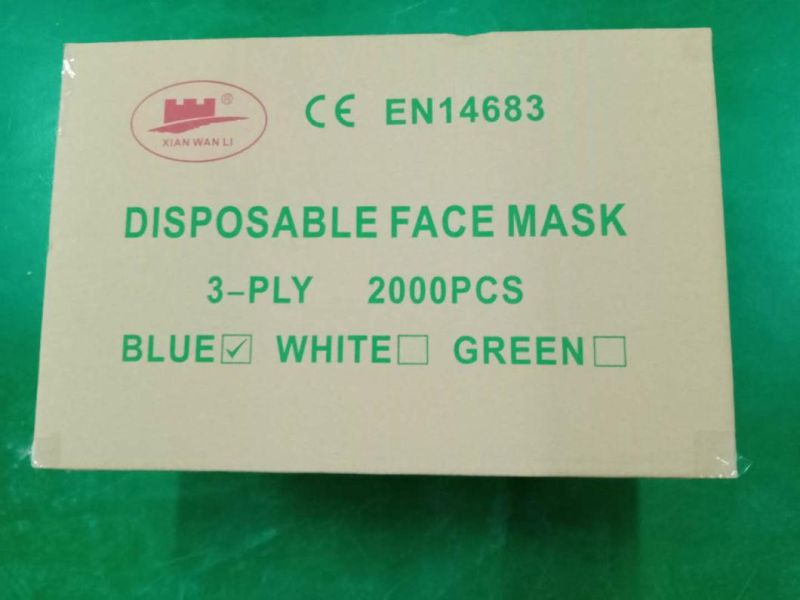 XIAN WAN LI ®
CE EN14683
DISPOSABLE FACE MASK
3-PLY 2000PCS
BLUE☑ WHITE☐ GREEN☐